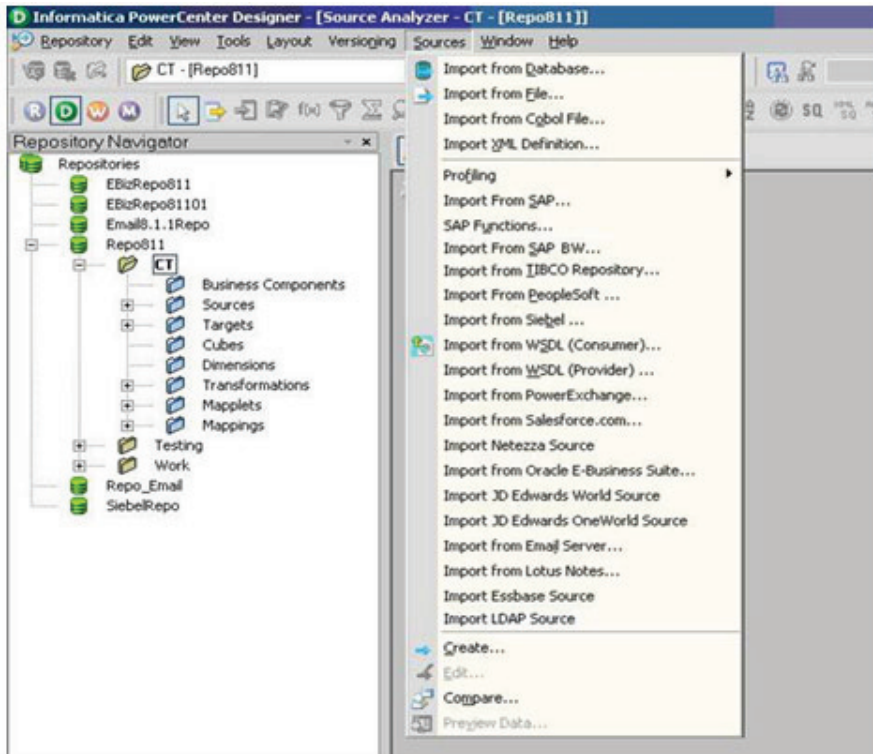 Informatica PowerCenter Designer - [Source Analyzer - CT - [Repo811]]
Repository Edit View Tools Layout Versioning Sources Window Help
CT - [Repo811]
Repository Navigator
Repositories
EBizRepo811
EBizRepo81101
Email8.1.1Repo
Repo811
CT
Business Components
Sources
Targets
Cubes
Dimensions
Transformations
Mapplets
Mappings
Testing
Work
Repo_Email
SiebelRepo
Import from Database...
Import from File...
Import from Cobol File...
Import XML Definition...
Profiling
Import From SAP...
SAP Functions...
Import From SAP BW...
Import from TIBCO Repository...
Import From PeopleSoft ...
Import from Siebel ...
Import from WSDL (Consumer)...
Import from WSDL (Provider) ...
Import from PowerExchange...
Import from Salesforce.com...
Import Netezza Source
Import from Oracle E-Business Suite...
Import JD Edwards World Source
Import JD Edwards OneWorld Source
Import from Email Server...
Import from Lotus Notes...
Import Essbase Source
Import LDAP Source
Create...
Edit...
Compare...
Preview Data...
R D W M
f(x)
SQ